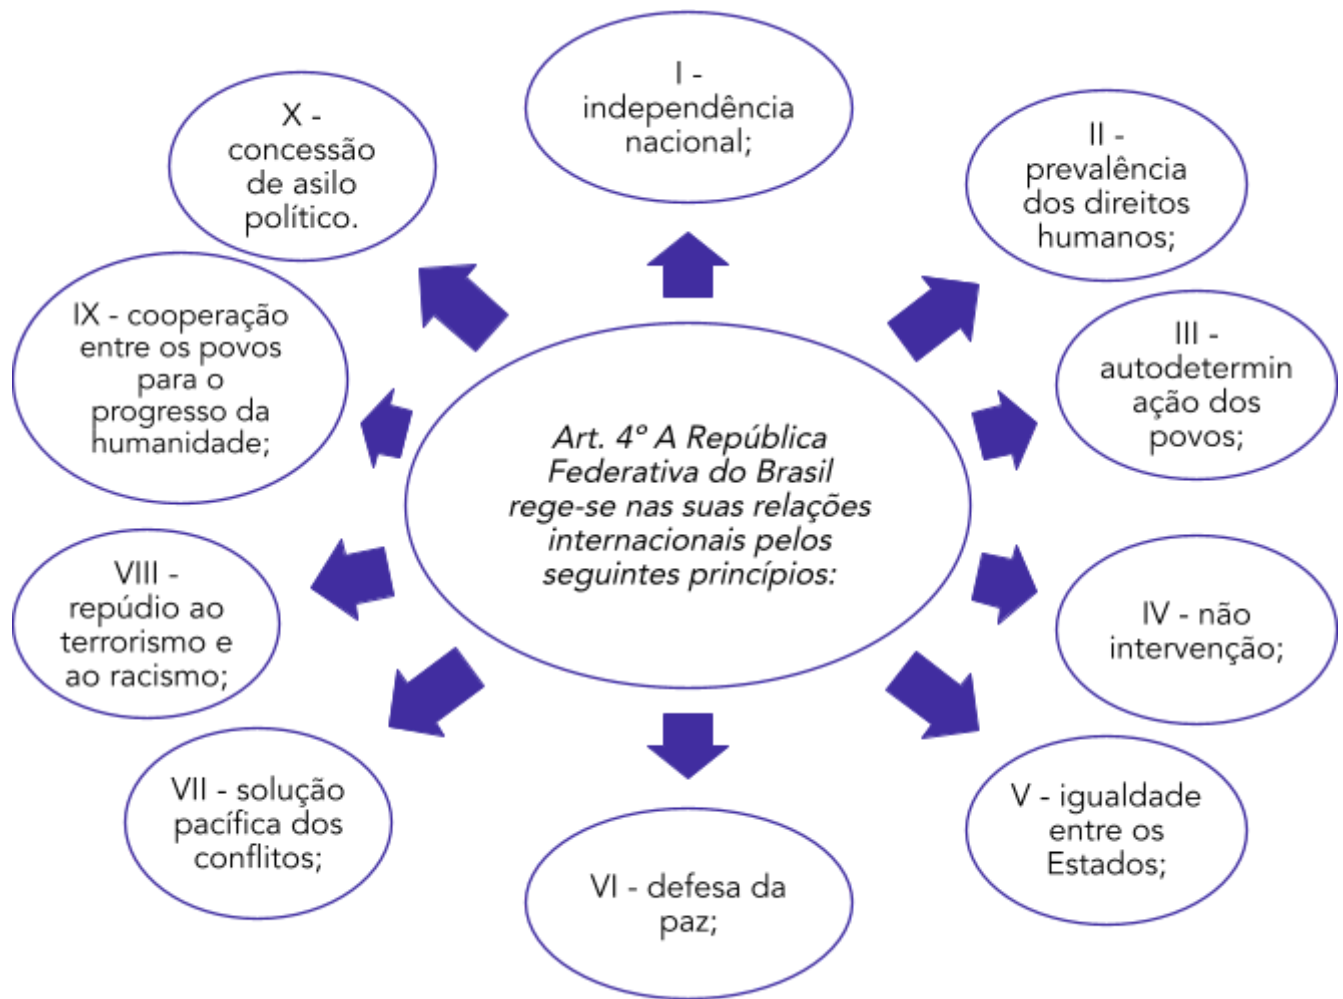 I -
independência
nacional;
II -
prevalência
dos direitos
humanos;
III -
autodetermin
ação dos
povos;
IV - não
intervenção;
V - igualdade
entre os
Estados;
VI - defesa da
paz;
VII - solução
pacífica dos
conflitos;
VIII -
repúdio ao
terrorismo e
ao racismo;
IX - cooperação
entre os povos
para o
progresso da
humanidade;
X -
concessão
de asilo
político.
Art. 4º A República
Federativa do Brasil
rege-se nas suas relações
internacionais pelos
seguintes princípios: